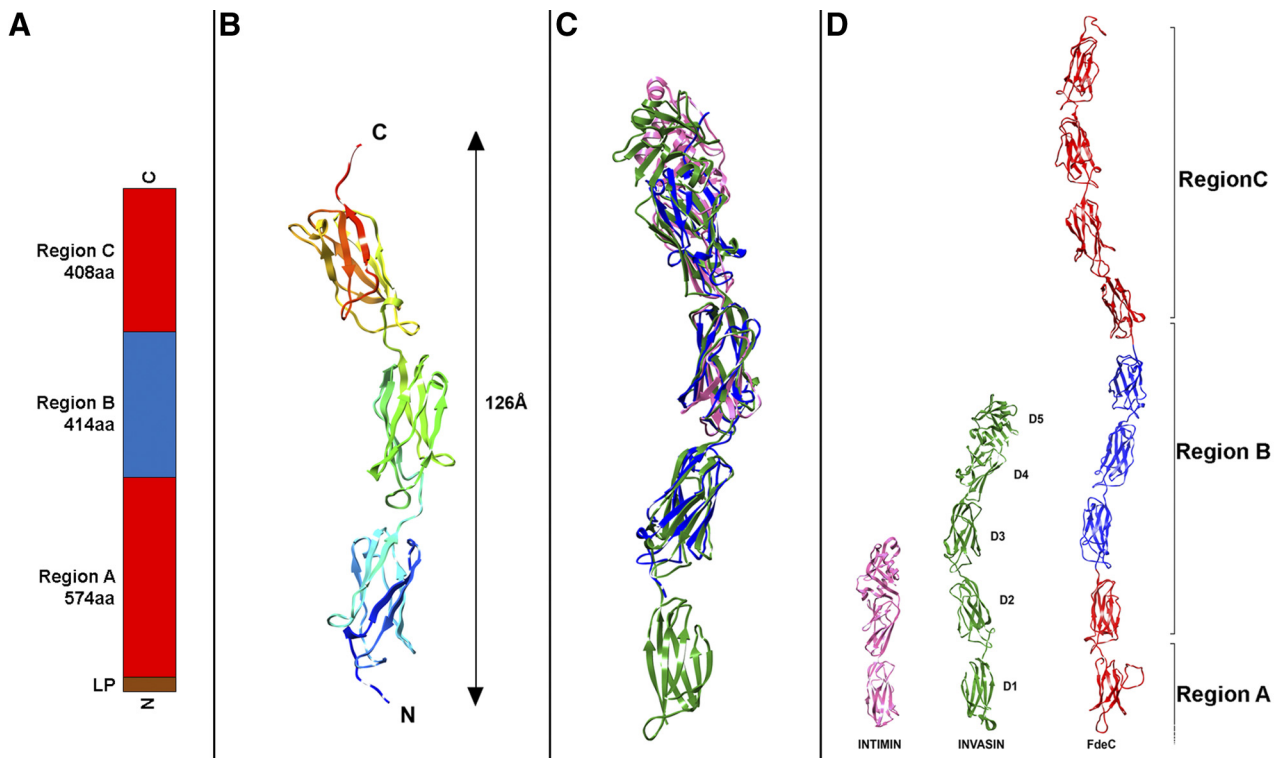 A
B
C
D
C
Region C
408aa
Region B
414aa
Region A
574aa
LP
N
C
126Å
N
D5
D4
D3
D2
D1
INTIMIN
INVASIN
FdeC
RegionC
Region B
Region A